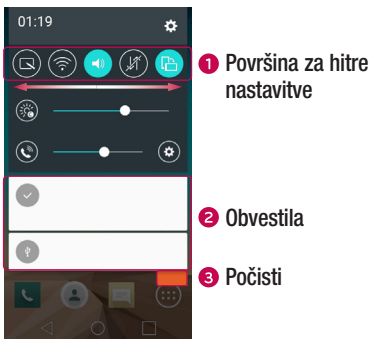 01:19
1 Površina za hitre
nastavitve
2 Obvestila
3 Počisti